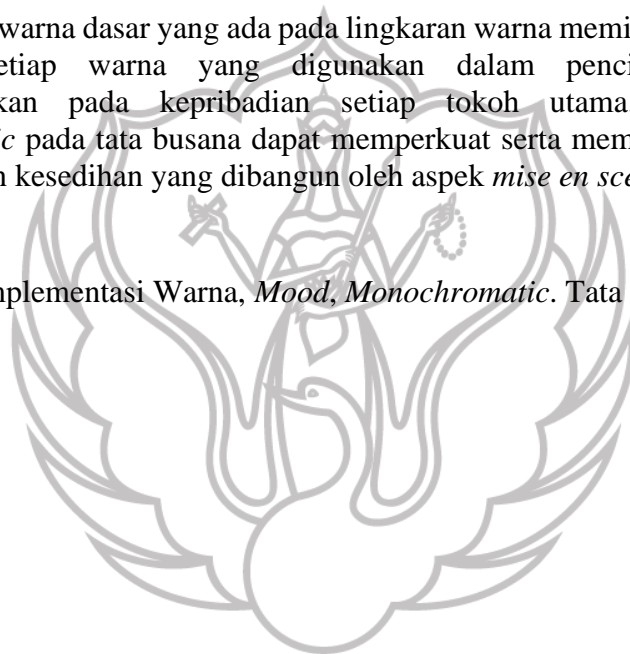 warna dasar yang ada pada lingkaran warna memi
etiap warna yang digunakan dalam penci
kan pada kepribadian setiap tokoh utama
ic pada tata busana dapat memperkuat serta mem
n kesedihan yang dibangun oleh aspek mise en sce
mplementasi Warna, Mood, Monochromatic. Tata